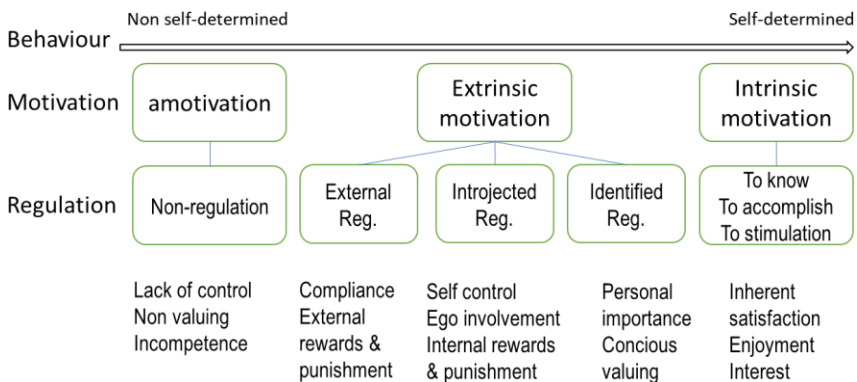 Non self-determined
Self-determined
Behaviour
Motivation
amotivation
Extrinsic
motivation
Intrinsic
motivation
Regulation
Non-regulation
External
Reg.
Introjected
Reg.
Identified
Reg.
To know
To accomplish
To stimulation
Lack of control
Non valuing
Incompetence
Compliance
External
rewards &
punishment
Self control
Ego involvement
Internal rewards
& punishment
Personal
importance
Concious
valuing
Inherent
satisfaction
Enjoyment
Interest